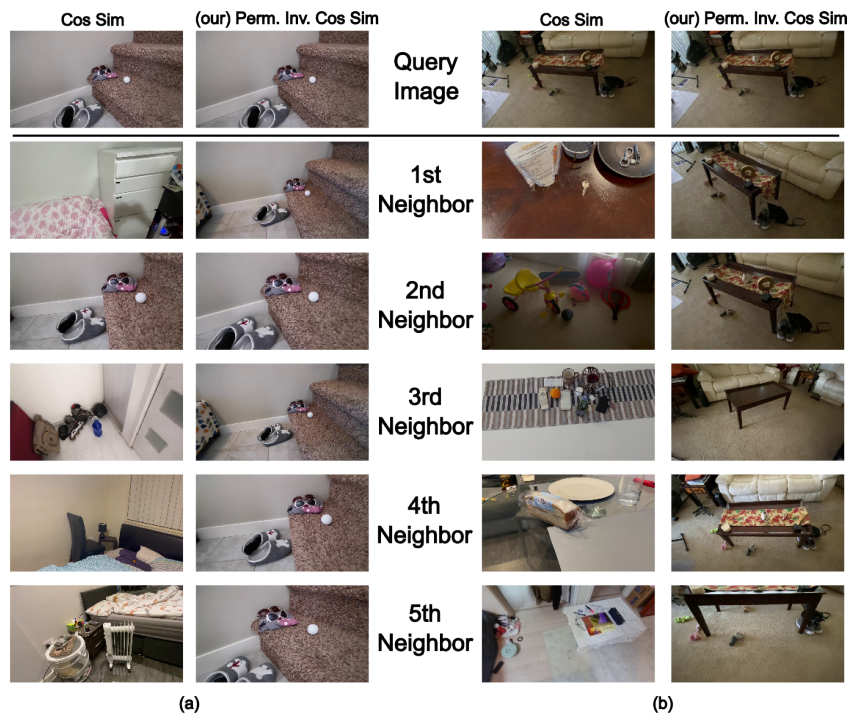 Cos Sim
(our) Perm. Inv. Cos Sim
Cos Sim
(our) Perm. Inv. Cos Sim
Query
Image
1st
Neighbor
2nd
Neighbor
3rd
Neighbor
4th
Neighbor
5th
Neighbor
(a)
(b)